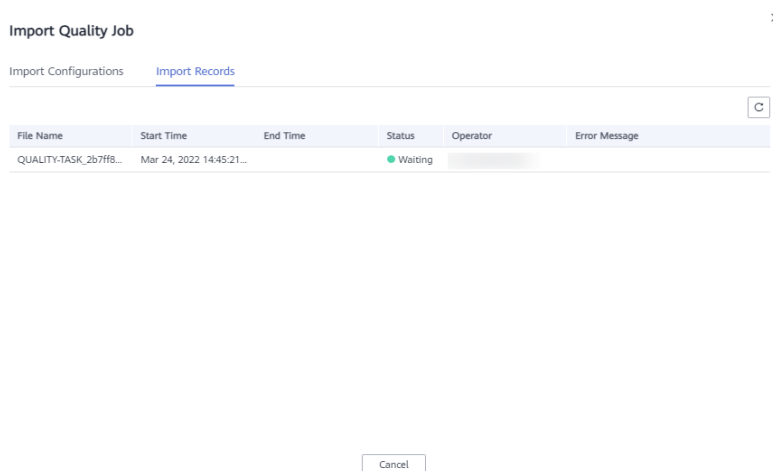 Import Quality Job
Import Configurations Import Records
File Name Start Time End Time Status Operator Error Message
QUALITY-TASK_2b7ff8... Mar 24, 2022 14:45:21... Waiting
Cancel